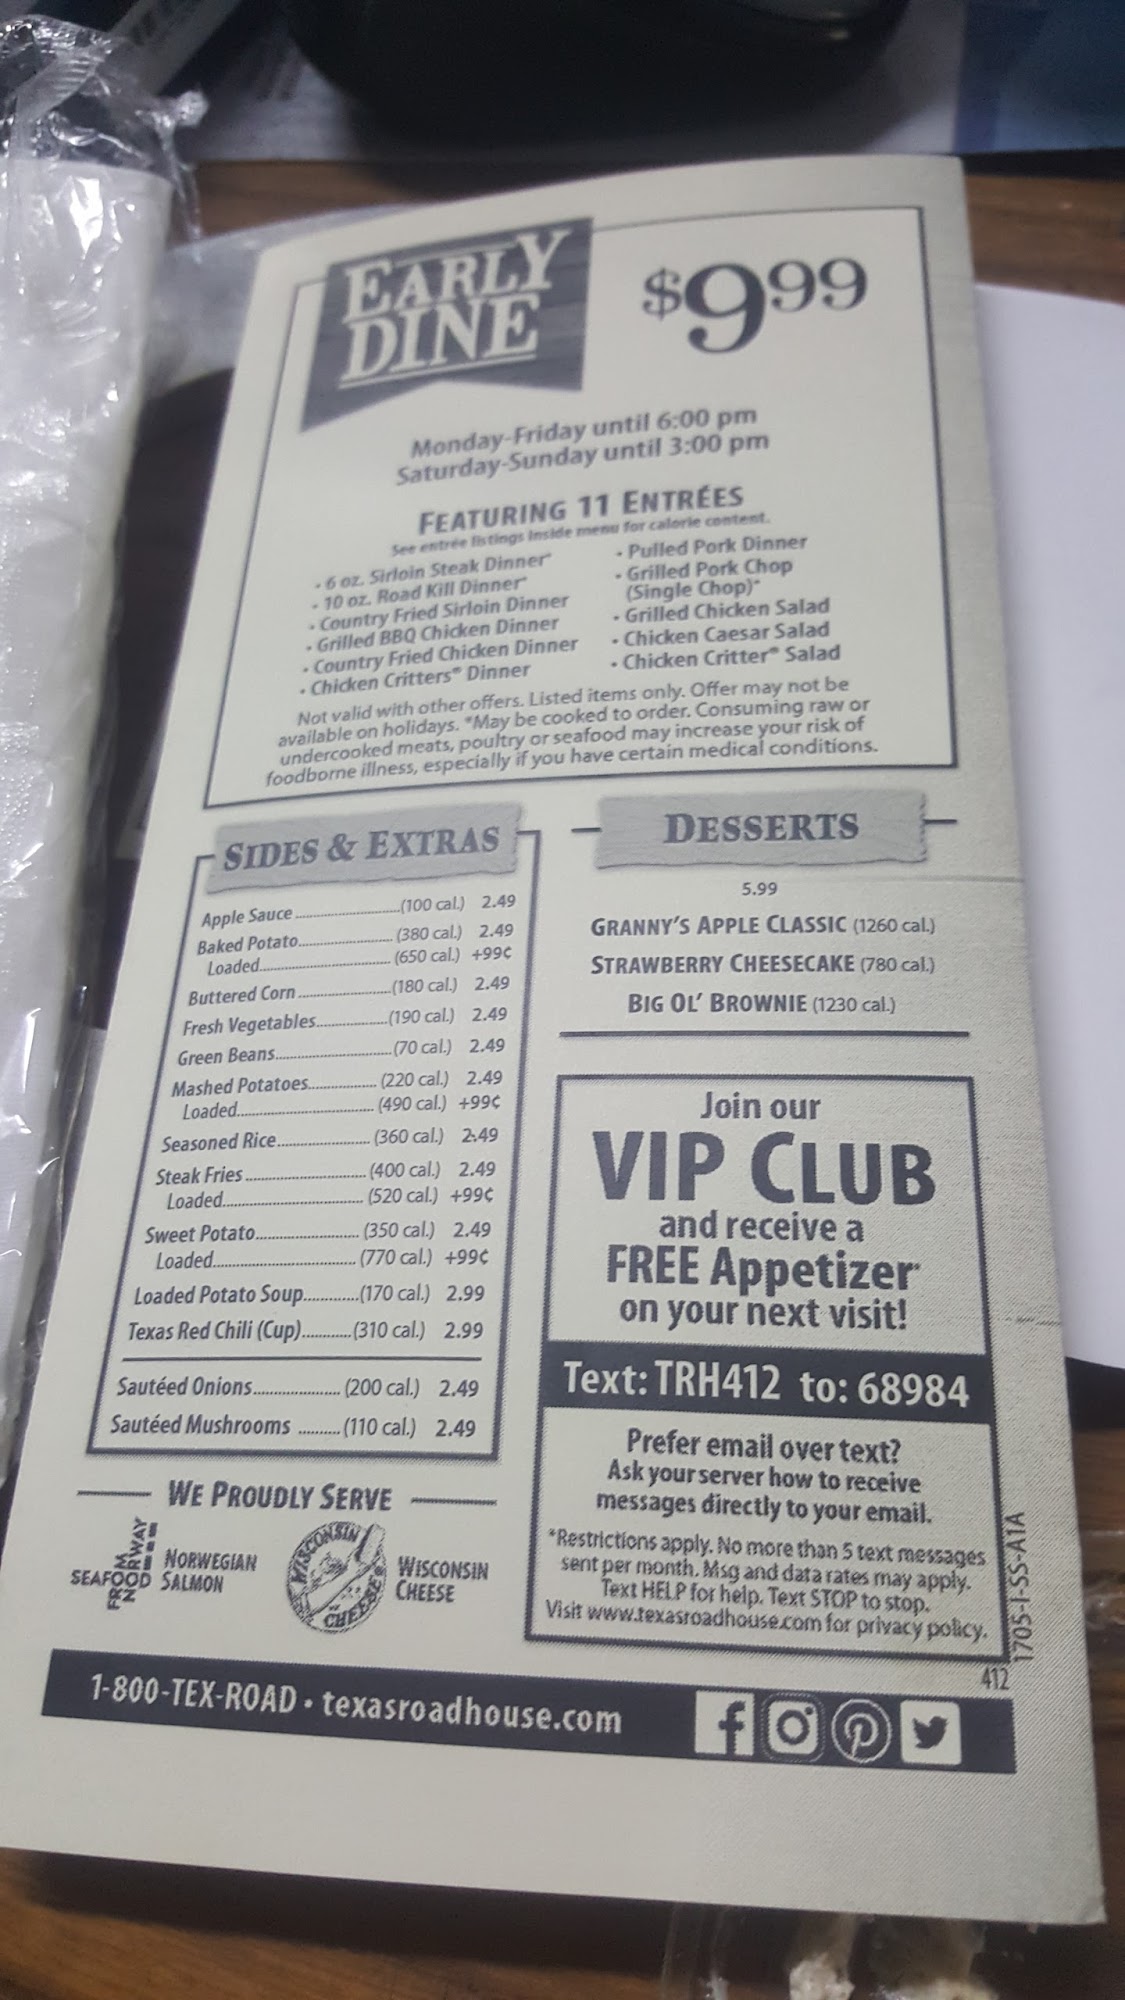 EARLY
DINE
$9.99
Monday-Friday until 6:00 pm
Saturday-Sunday until 3:00 pm
FEATURING 11 ENTRÉES
See entrée listings inside menu for calorie content.
• 6 oz. Sirloin Steak Dinner*
• 10 oz. Road Kill Dinner*
• Country Fried Sirloin Dinner
• Grilled BBQ Chicken Dinner
• Country Fried Chicken Dinner
• Chicken Critters® Dinner
• Pulled Pork Dinner
• Grilled Pork Chop
(Single Chop)*
• Grilled Chicken Salad
• Chicken Caesar Salad
• Chicken Critter® Salad
Not valid with other offers. Listed items only. Offer may not be
available on holidays. *May be cooked to order. Consuming raw or
undercooked meats, poultry or seafood may increase your risk of
foodborne illness, especially if you have certain medical conditions.
SIDES & EXTRAS
Apple Sauce (100 cal.) 2.49
Baked Potato (380 cal.) 2.49
Loaded (650 cal.) +99¢
Buttered Corn (180 cal.) 2.49
Fresh Vegetables (190 cal.) 2.49
Green Beans (70 cal.) 2.49
Mashed Potatoes (220 cal.) 2.49
Loaded (490 cal.) +99¢
Seasoned Rice (360 cal.) 2.49
Steak Fries (400 cal.) 2.49
Loaded (520 cal.) +99¢
Sweet Potato (350 cal.) 2.49
Loaded (770 cal.) +99¢
Loaded Potato Soup (170 cal.) 2.99
Texas Red Chili (Cup) (310 cal.) 2.99
Sautéed Onions (200 cal.) 2.49
Sautéed Mushrooms (110 cal.) 2.49
WE PROUDLY SERVE
SEAFOOD
FROM
NORWAY
NORWEGIAN
SALMON
WISCONSIN
CHEESE
WISCONSIN
CHEESE
DESSERTS
5.99
GRANNY'S APPLE CLASSIC (1260 cal.)
STRAWBERRY CHEESECAKE (780 cal.)
BIG OL' BROWNIE (1230 cal.)
Join our
VIP CLUB
and receive a
FREE Appetizer*
on your next visit!
Text: TRH412 to: 68984
Prefer email over text?
Ask your server how to receive
messages directly to your email.
*Restrictions apply. No more than 5 text messages
sent per month. Msg and data rates may apply.
Text HELP for help. Text STOP to stop.
Visit www.texasroadhouse.com for privacy policy.
1705-I-SS-A1A
412
1-800-TEX-ROAD • texasroadhouse.com